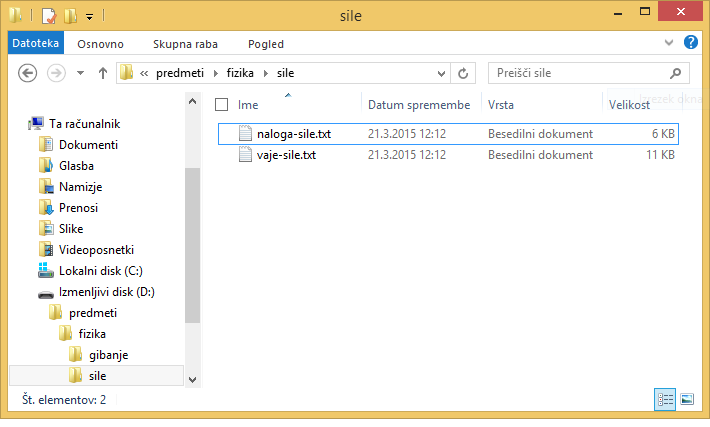 sile
Datoteka Osnovno Skupna raba Pogled
« predmeti fizika sile Preišči sile
Izvezek okna
Ime Datum spremembe Vrsta Velikost
naloga-sile.txt 21.3.2015 12:12 Besedilni dokument 6 KB
vaje-sile.txt 21.3.2015 12:12 Besedilni dokument 11 KB
Ta računalnik
Dokumenti
Glasba
Namizje
Prenosi
Slike
Videoposnetki
Lokalni disk (C:)
Izmenljivi disk (D:)
predmeti
fizika
gibanje
sile
Št. elementov: 2